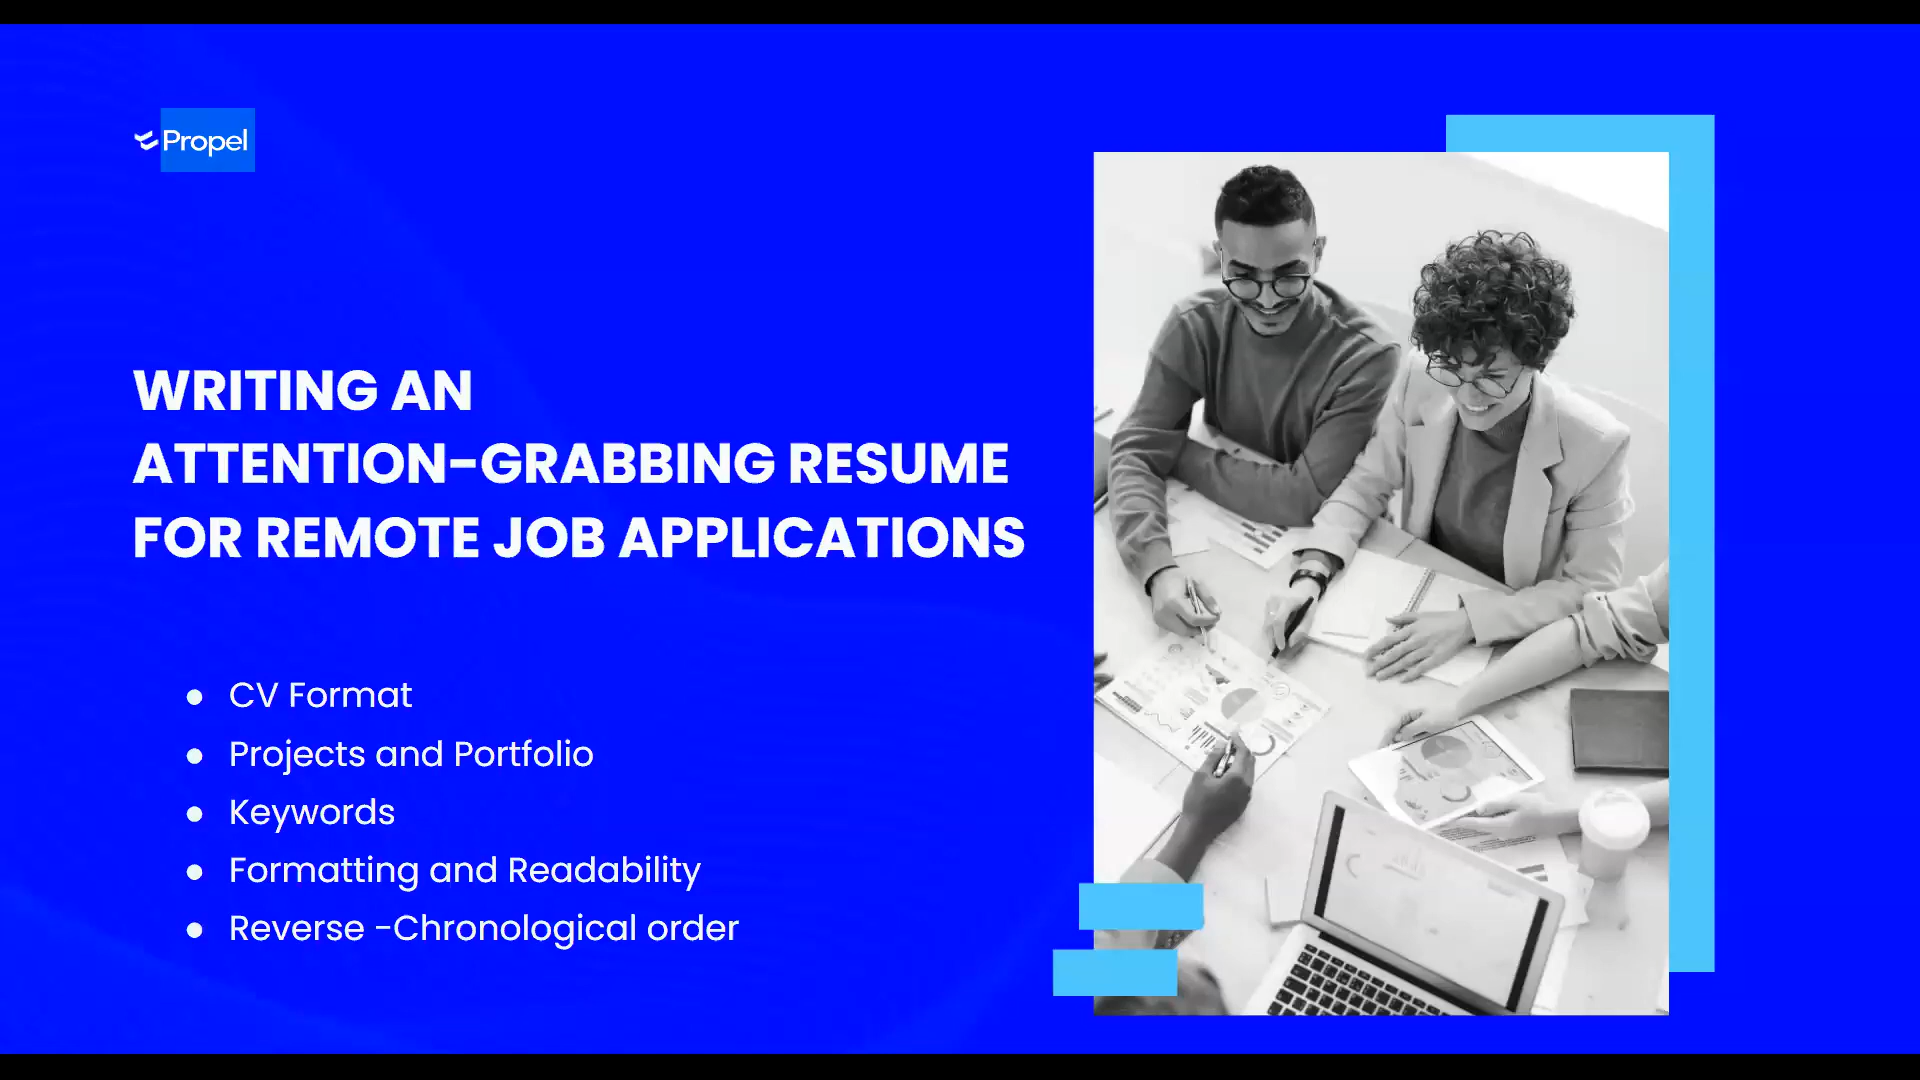 Propel
WRITING AN
ATTENTION-GRABBING RESUME
FOR REMOTE JOB APPLICATIONS
● CV Format
● Projects and Portfolio
● Keywords
● Formatting and Readability
● Reverse -Chronological order